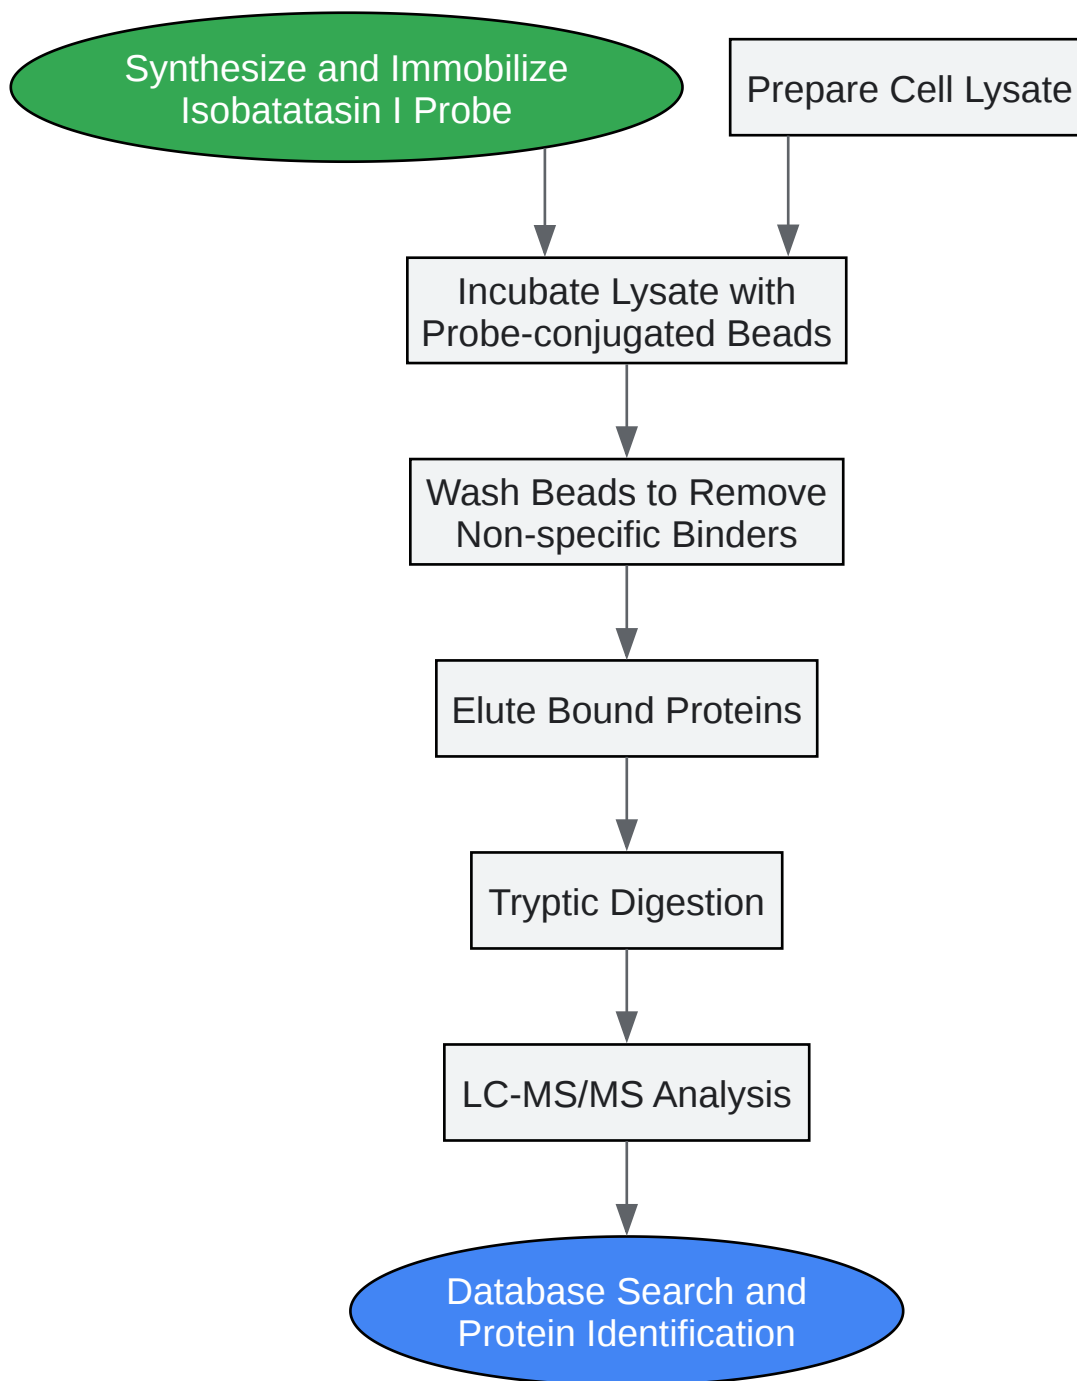 Synthesize and Immobilize
Isobatatasin I Probe
Prepare Cell Lysate
Incubate Lysate with
Probe-conjugated Beads
Wash Beads to Remove
Non-specific Binders
Elute Bound Proteins
Tryptic Digestion
LC-MS/MS Analysis
Database Search and
Protein Identification